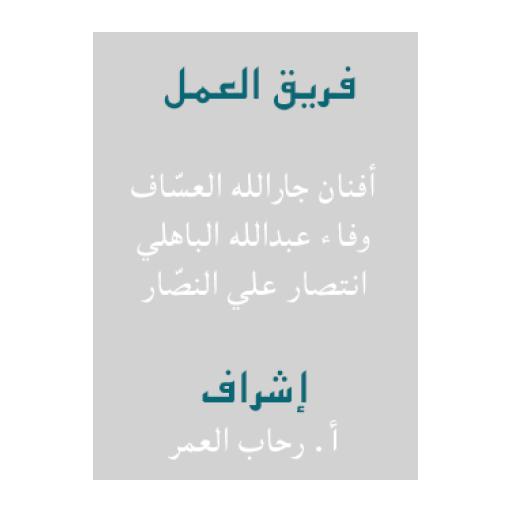 فريق العمل
أفنان جارالله العسّاف
وفاء عبدالله الباهلي
انتصار علي النصّار
إشراف
أ. رحاب العمر